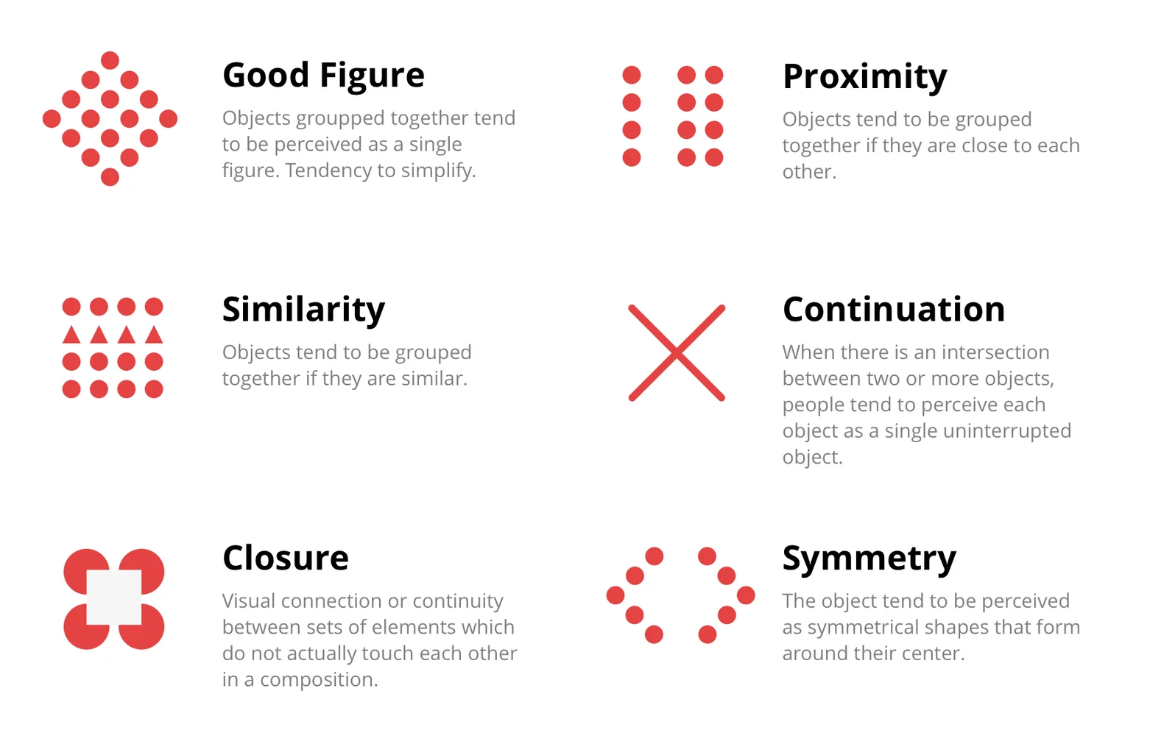 Good Figure
Objects groupped together tend
to be perceived as a single
figure. Tendency to simplify.
Proximity
Objects tend to be grouped
together if they are close to each
other.
Similarity
Objects tend to be grouped
together if they are similar.
Continuation
When there is an intersection
between two or more objects,
people tend to perceive each
object as a single uninterrupted
object.
Closure
Visual connection or continuity
between sets of elements which
do not actually touch each other
in a composition.
Symmetry
The object tend to be perceived
as symmetrical shapes that form
around their center.